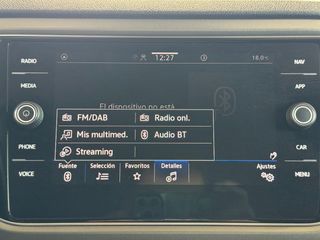 RADIO
MEDIA
PHONE
VOICE
12:27
18.0
NAV
APP
CAR
MENU
El dispositivo no está
FM/DAB
Radio onl.
Mis multimed.
Audio BT
Streaming
Fuente
Selección
Favoritos
Detalles
Ajustes